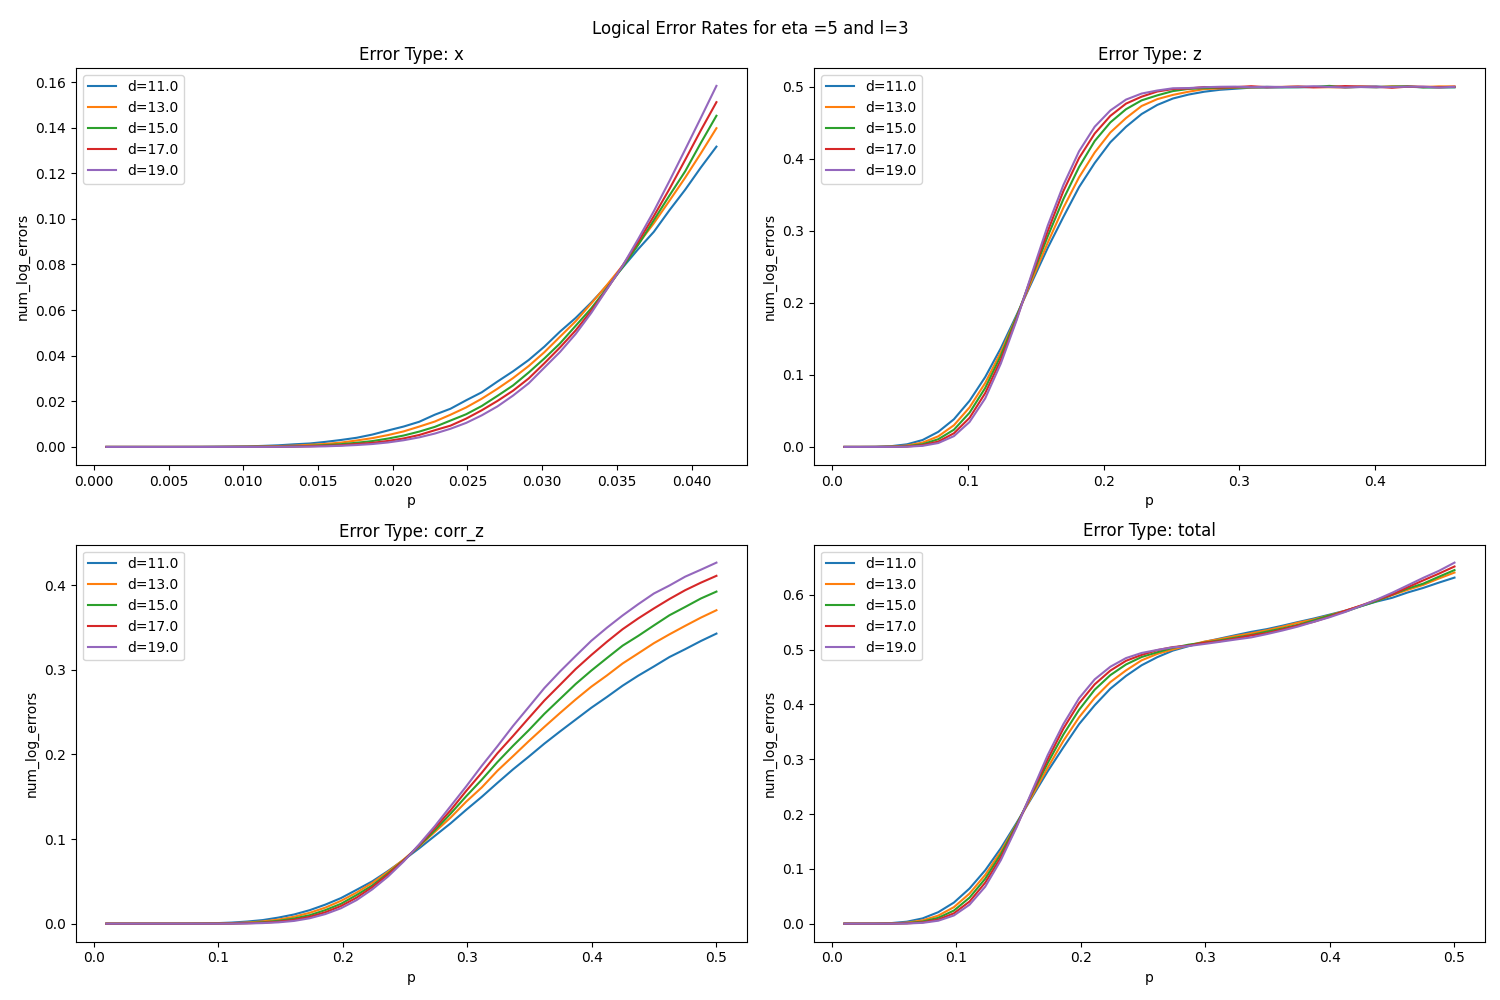 Logical Error Rates for eta =5 and l=3
Error Type: x
num_log_errors
0.16
0.14
0.12
0.10
0.08
0.06
0.04
0.02
0.00
d=11.0
d=13.0
d=15.0
d=17.0
d=19.0
0.000 0.005 0.010 0.015 0.020 0.025 0.030 0.035 0.040
p
Error Type: z
num_log_errors
0.5
0.4
0.3
0.2
0.1
0.0
d=11.0
d=13.0
d=15.0
d=17.0
d=19.0
0.0 0.1 0.2 0.3 0.4
p
Error Type: corr_z
num_log_errors
0.4
0.3
0.2
0.1
0.0
d=11.0
d=13.0
d=15.0
d=17.0
d=19.0
0.0 0.1 0.2 0.3 0.4 0.5
p
Error Type: total
num_log_errors
0.6
0.5
0.4
0.3
0.2
0.1
0.0
d=11.0
d=13.0
d=15.0
d=17.0
d=19.0
0.0 0.1 0.2 0.3 0.4 0.5
p